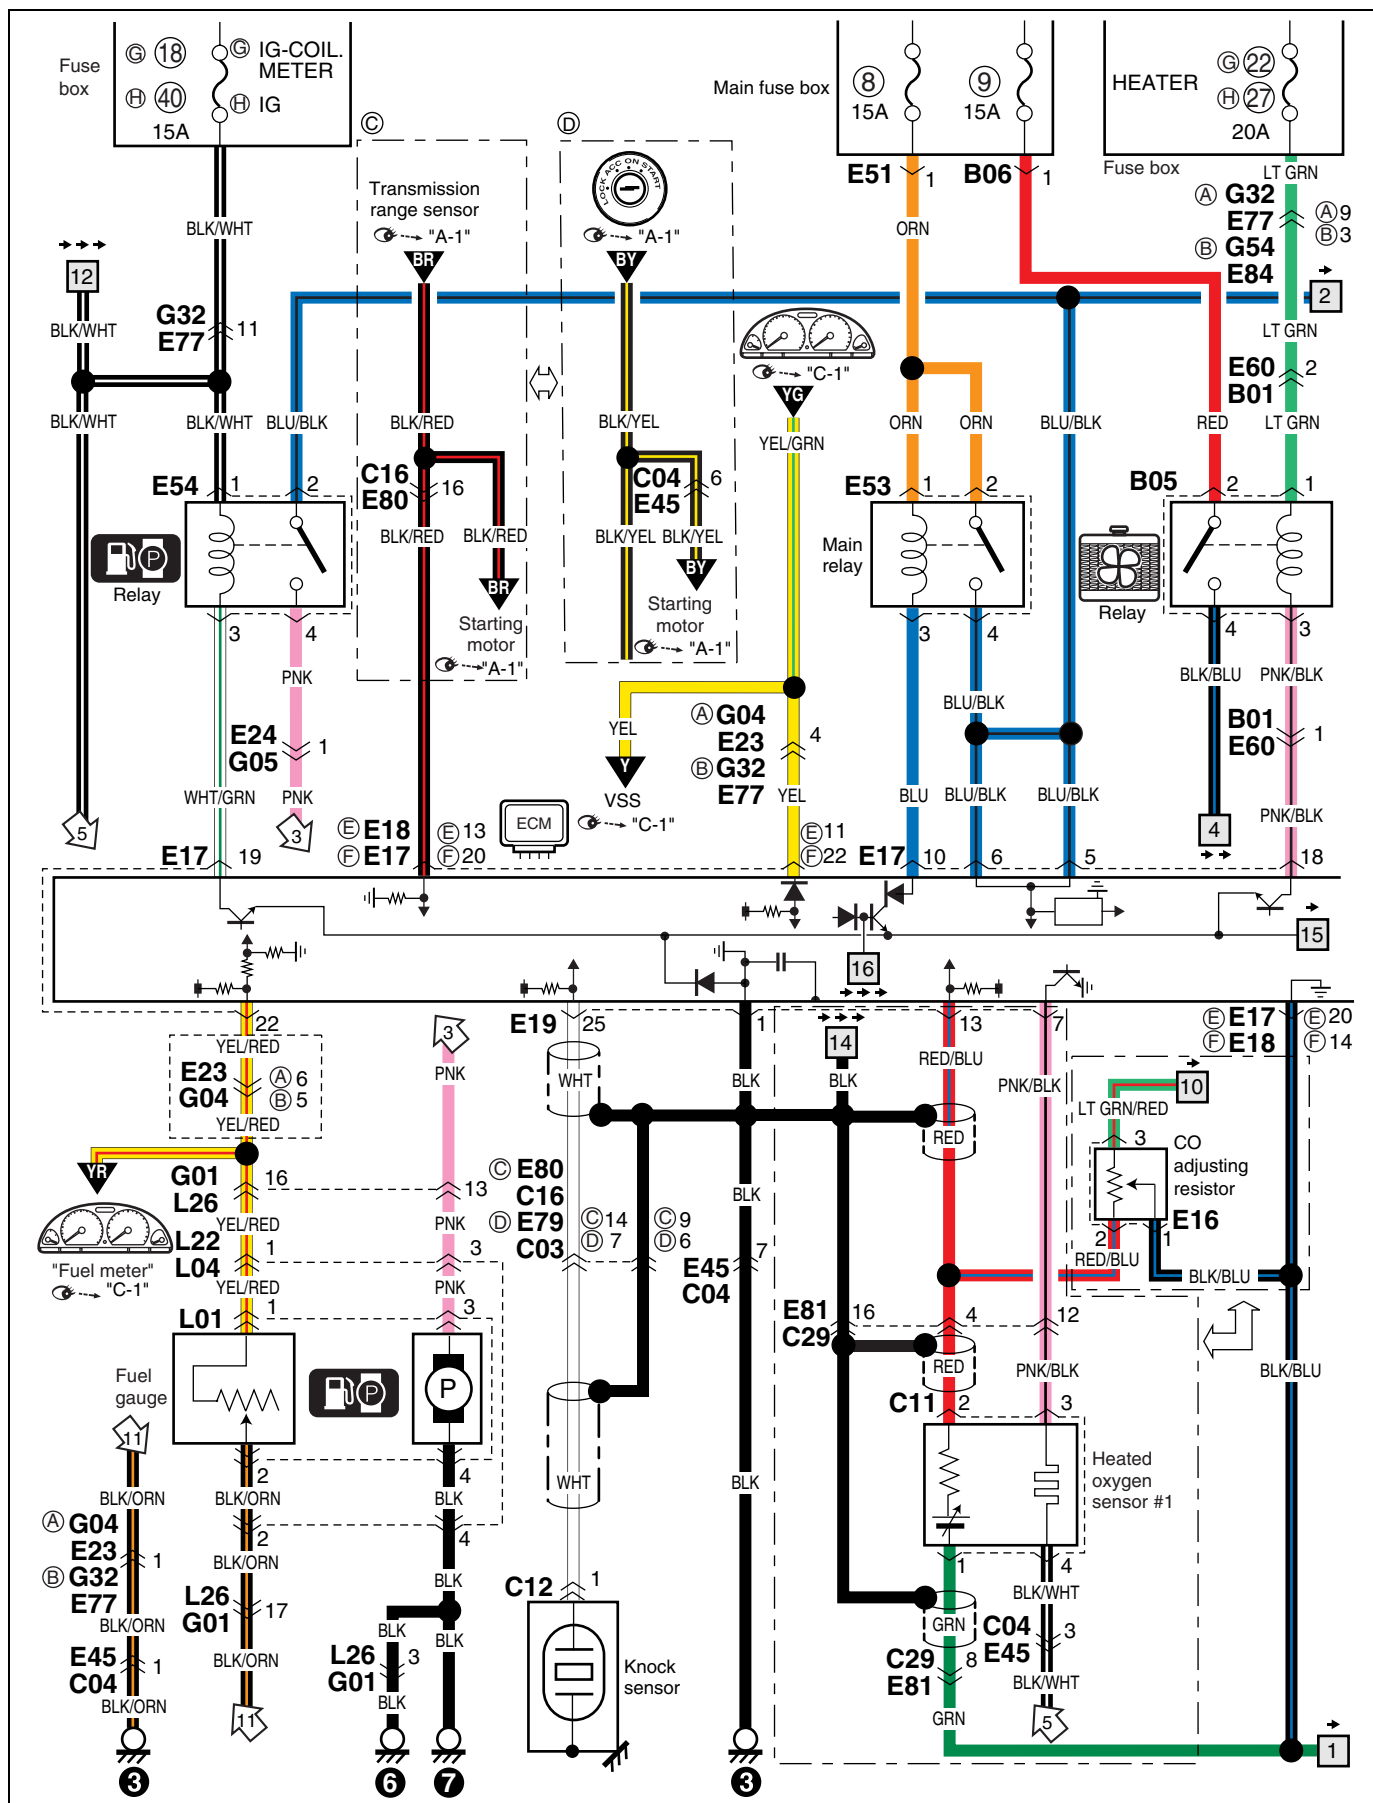 Fuse
box
G 18
G IG-COIL.
METER
H 40
H IG
15A
Main fuse box
8
15A
9
15A
HEATER
G 22
H 27
20A
Fuse box
C
Transmission
range sensor
"A-1"
BR
D
LOCK ACC ON START
"A-1"
BY
E51
1
B06
1
LT GRN
A G32
E77
A 9
B 3
B G54
E84
BLK/WHT
ORN
12
2
BLK/WHT
G32
E77
11
"C-1"
YG
LT GRN
E60
B01
2
BLK/WHT
BLK/WHT
BLU/BLK
BLK/RED
BLK/YEL
YEL/GRN
ORN
ORN
BLU/BLK
RED
LT GRN
E54
1
2
C16
E80
16
C04
E45
6
E53
1
2
B05
2
1
P
Relay
BLK/RED
BLK/RED
BLK/YEL
BLK/YEL
Main
relay
Relay
BR
Starting
motor
"A-1"
BY
Starting
motor
"A-1"
3
4
3
4
4
3
PNK
BLU/BLK
BLK/BLU
PNK/BLK
E24
G05
1
YEL
A G04
E23
4
B G32
E77
B01
E60
1
Y
VSS
"C-1"
ECM
WHT/GRN
PNK
YEL
BLU
BLU/BLK
BLU/BLK
PNK/BLK
5
3
4
E17
19
E E18
F E17
E 13
F 20
E 11
F 22
E17
10
6
5
18
15
16
22
3
E19
25
1
14
13
7
E E17
F E18
E 20
F 14
YEL/RED
E23
G04
A 6
B 5
YEL/RED
PNK
WHT
BLK
BLK
RED/BLU
PNK/BLK
10
LT GRN/RED
RED
3
CO
adjusting
resistor
E16
2
1
YR
G01
L26
16
13
C E80
C16
D E79
C03
C 14
D 7
C 9
D 6
BLK
YEL/RED
PNK
L22
L04
1
3
E45
C04
7
RED/BLU
BLK/BLU
"Fuel meter"
"C-1"
YEL/RED
PNK
L01
1
3
E81
C29
16
4
12
Fuel
gauge
P
P
RED
PNK/BLK
BLK/BLU
C11
2
3
11
2
4
BLK/ORN
BLK/ORN
BLK
WHT
BLK
Heated
oxygen
sensor #1
A G04
E23
1
B G32
E77
2
4
BLK/ORN
BLK
1
4
L26
G01
17
C12
1
BLK/WHT
BLK/ORN
BLK/ORN
BLK
BLK
GRN
C04
E45
3
E45
C04
1
L26
G01
3
Knock
sensor
C29
E81
8
BLK/WHT
BLK/ORN
BLK
GRN
11
5
1
3
6
7
3